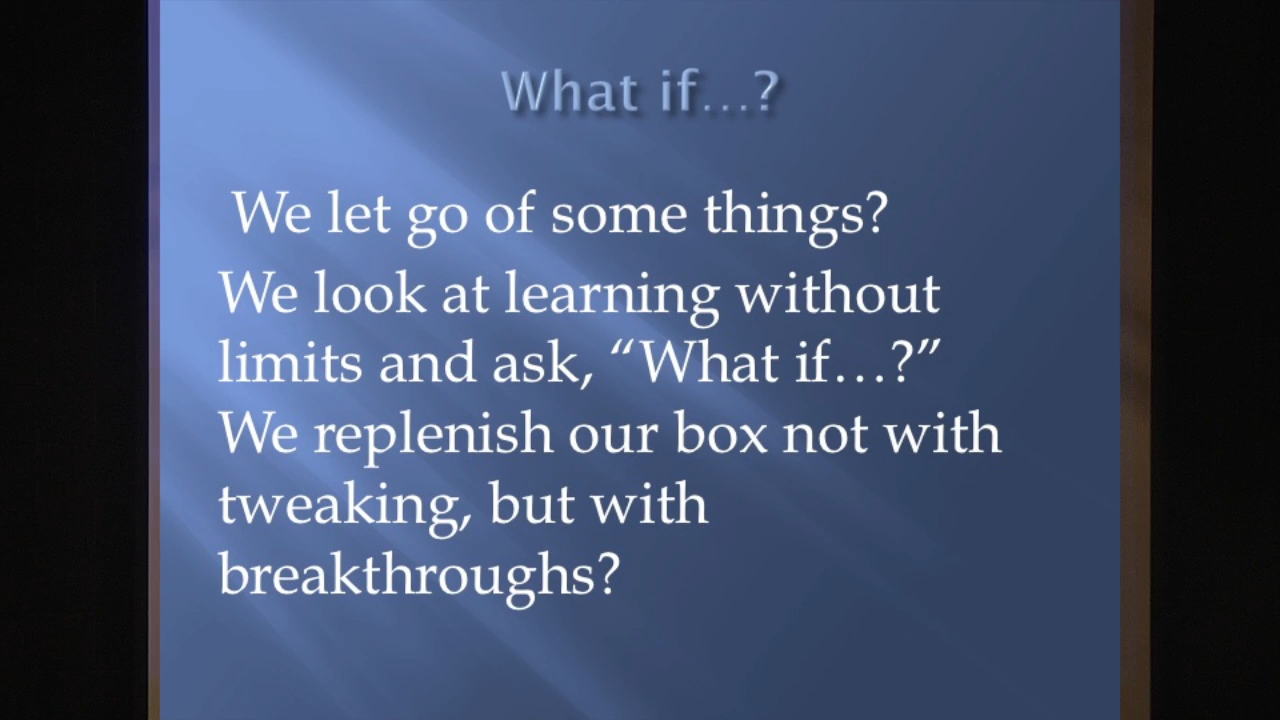 What if...?
We let go of some things?
We look at learning without
limits and ask, “What if...?”
We replenish our box not with
tweaking, but with
breakthroughs?